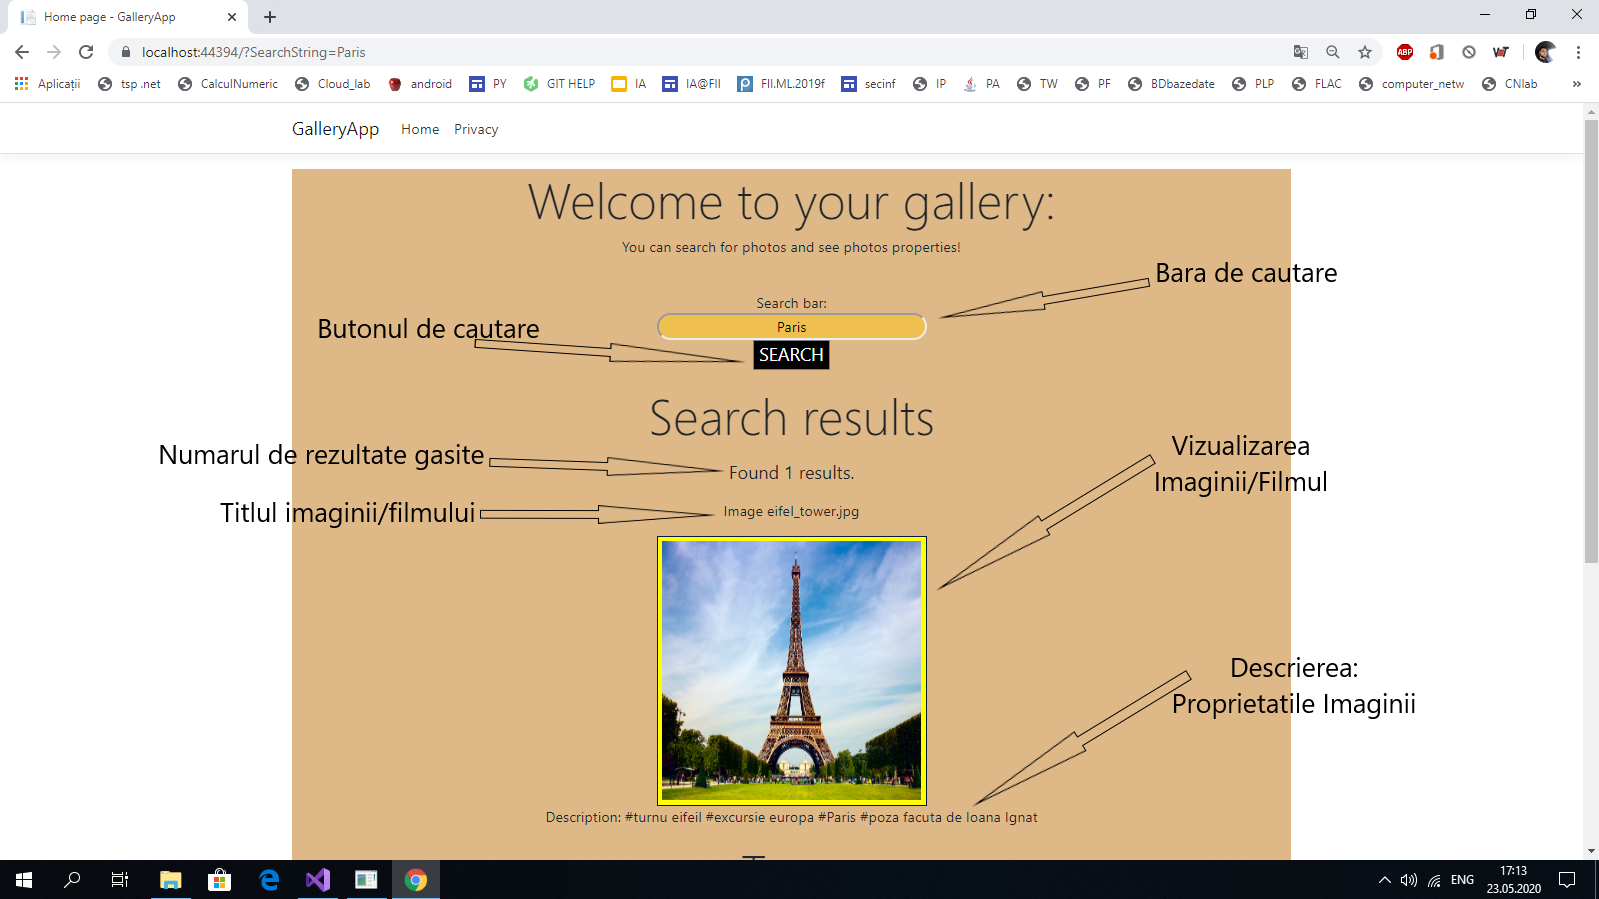 Home page - GalleryApp
localhost:44394/?SearchString=Paris
ABP
Aplicații tsp .net CalculNumeric Cloud_lab android PY GIT HELP IA IA@FII FII.ML.2019f secinf IP PA TW PF BDbazedate PLP FLAC computer_netw CNlab »
GalleryApp Home Privacy
Welcome to your gallery:
You can search for photos and see photos properties!
Bara de cautare
Search bar:
Paris
Butonul de cautare
SEARCH
Search results
Numarul de rezultate gasite
Found 1 results.
Vizualizarea
Imaginii/Filmul
Titlul imaginii/filmului
Image eifel_tower.jpg
Descrierea:
Proprietatile Imaginii
Description: #turnu eifeil #excursie europa #Paris #poza facuta de Ioana Ignat
ENG
17:13
23.05.2020